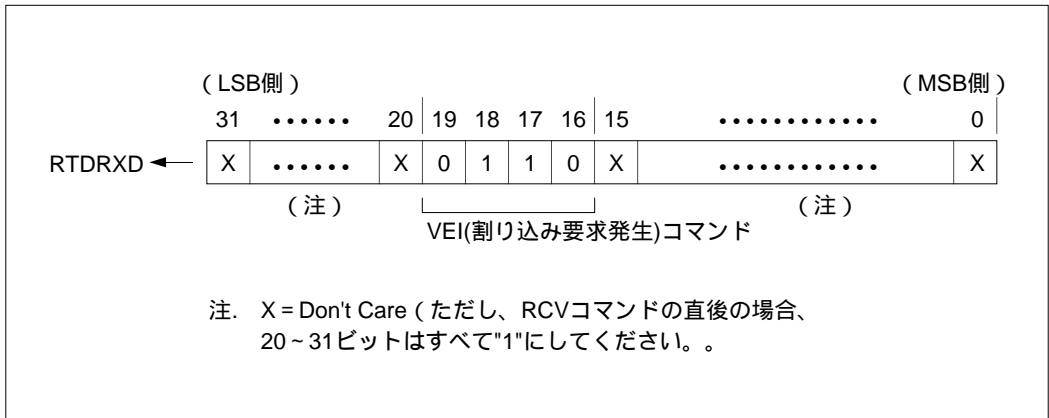 ( LSB側 ) ( MSB側 )
31 •••••• 20 19 18 17 16 15 •••••••••••• 0
RTDRXD X •••••• X 0 1 1 0 X •••••••••••• X
( 注 ) ( 注 )
VEI(割り込み要求発生)コマンド
注. X = Don't Care ( ただし、RCVコマンドの直後の場合、
20 ~ 31ビットはすべて"1"にしてください。。